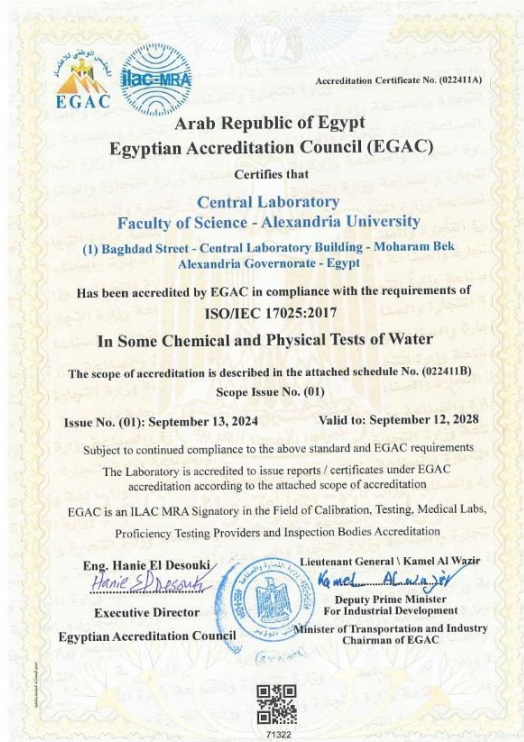 المجلس الوطني للاعتماد
EGAC
ilac-MRA
Accreditation Certificate No. (022411A)
Arab Republic of Egypt
Egyptian Accreditation Council (EGAC)
Certifies that
Central Laboratory
Faculty of Science - Alexandria University
(1) Baghdad Street - Central Laboratory Building - Moharam Bek
Alexandria Governorate - Egypt
Has been accredited by EGAC in compliance with the requirements of
ISO/IEC 17025:2017
In Some Chemical and Physical Tests of Water
The scope of accreditation is described in the attached schedule No. (022411B)
Scope Issue No. (01)
Issue No. (01): September 13, 2024 Valid to: September 12, 2028
Subject to continued compliance to the above standard and EGAC requirements
The Laboratory is accredited to issue reports / certificates under EGAC
accreditation according to the attached scope of accreditation
EGAC is an ILAC MRA Signatory in the Field of Calibration, Testing, Medical Labs,
Proficiency Testing Providers and Inspection Bodies Accreditation
Eng. Hanie El Desouki
Hanie El Desouki
Executive Director
Egyptian Accreditation Council
Lieutenant General \ Kamel Al Wazir
Kamel Al wazir
Deputy Prime Minister
For Industrial Development
Minister of Transportation and Industry
Chairman of EGAC
71322